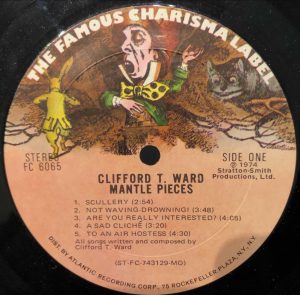 THE FAMOUS CHARISMA LABEL
STEREO
FC 6065
SIDE ONE
℗ 1974
Stratton-Smith
Productions, Ltd.
CLIFFORD T. WARD
MANTLE PIECES
1. SCULLERY (2:54)
2. NOT WAVING-DROWNING! (3:48)
3. ARE YOU REALLY INTERESTED? (4:05)
4. A SAD CLICHÉ (3:20)
5. TO AN AIR HOSTESS (4:30)
All songs written and composed by
Clifford T. Ward
(ST-FC-743129-MO)
DIST. BY ATLANTIC RECORDING CORP., 75 ROCKEFELLER PLAZA, N.Y., N.Y.